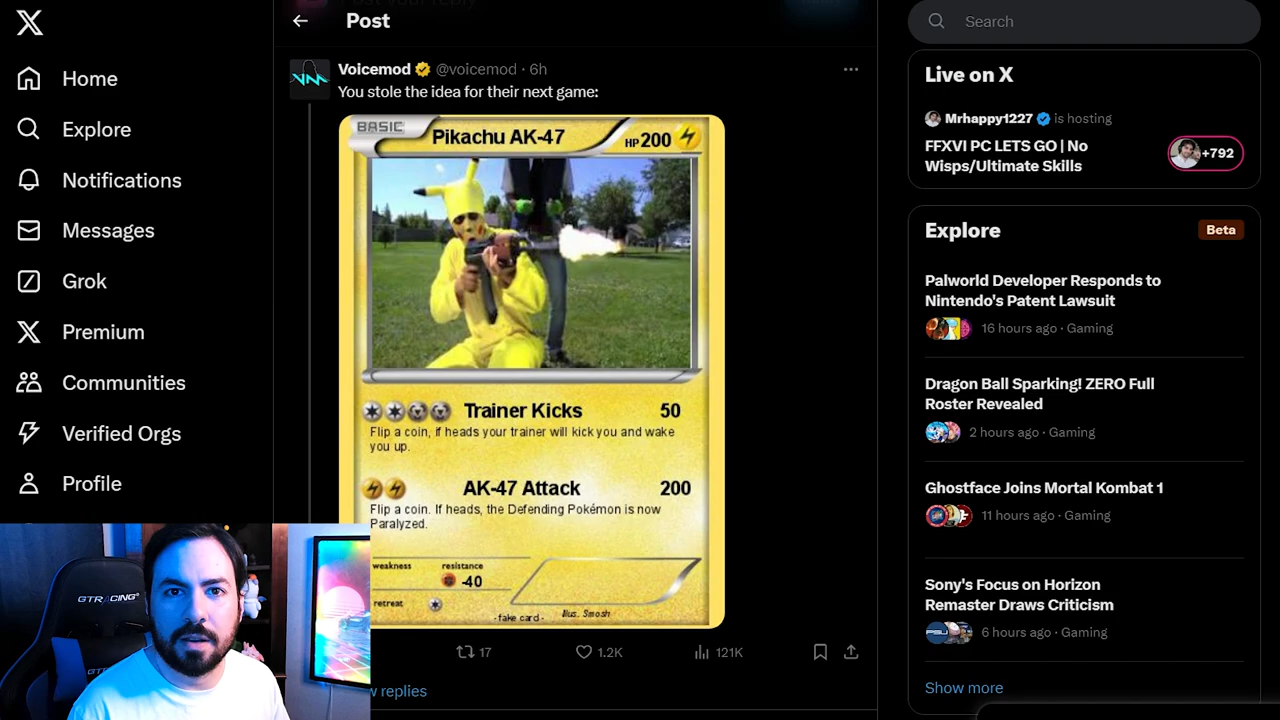 Home
Explore
Notifications
Messages
Grok
Premium
Communities
Verified Orgs
Profile
Post
Voicemod @voicemod · 6h
You stole the idea for their next game:
BASIC
Pikachu AK-47
HP 200
Trainer Kicks 50
Flip a coin, if heads your trainer will kick you and wake
you up.
AK-47 Attack 200
Flip a coin. If heads, the Defending Pokémon is now
Paralyzed.
weakness resistance
-40
retreat
- fake card - Illus. Smosh
17 1.2K 121K
replies
GTRACING
Search
Live on X
Mrhappy1227 is hosting
FFXVI PC LETS GO | No
Wisps/Ultimate Skills
+792
Explore
Beta
Palworld Developer Responds to
Nintendo's Patent Lawsuit
16 hours ago · Gaming
Dragon Ball Sparking! ZERO Full
Roster Revealed
2 hours ago · Gaming
Ghostface Joins Mortal Kombat 1
11 hours ago · Gaming
Sony's Focus on Horizon
Remaster Draws Criticism
6 hours ago · Gaming
Show more